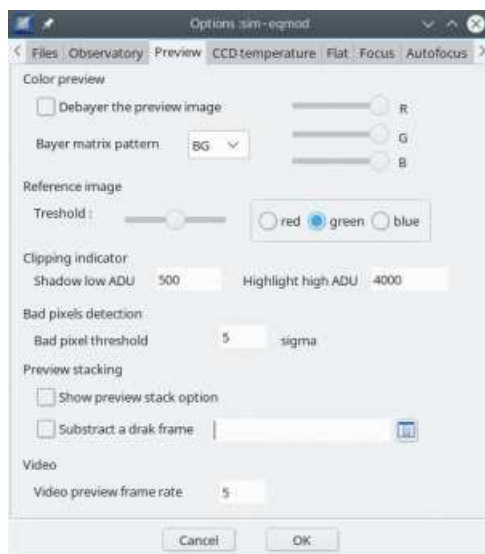 Options :sim-eqmod
Files Observatory Preview CCD temperature Flat Focus Autofocus
Color preview
Debayer the preview image
R
Bayer matrix pattern BG
G
B
Reference image
Treshold :
red green blue
Clipping indicator
Shadow low ADU 500 Highlight high ADU 4000
Bad pixels detection
Bad pixel threshold 5 sigma
Preview stacking
Show preview stack option
Substract a drak frame
Video
Video preview frame rate 5
Cancel OK